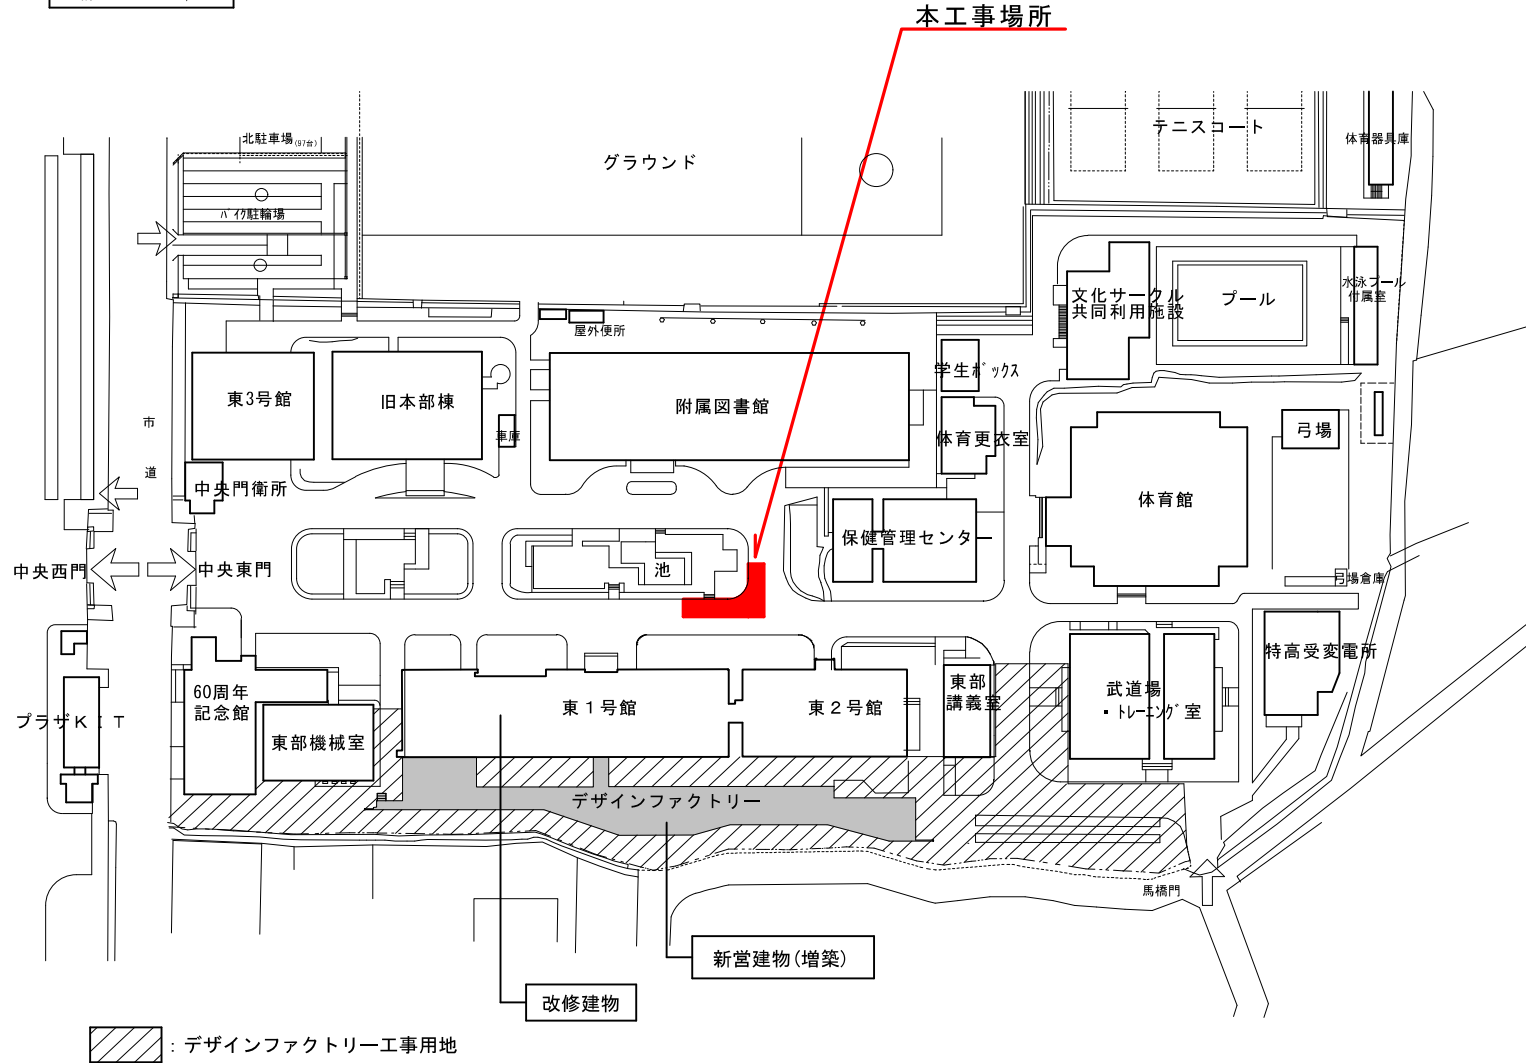 本工事場所
北駐車場(97台)
グラウンド
テニスコート
体育器具庫
バイク駐輪場
文化サークル
共同利用施設
プール
水泳プール
付属室
屋外便所
東3号館
旧本部棟
車庫
附属図書館
学生ボックス
体育更衣室
弓場
市
道
中央門衛所
保健管理センター
体育館
中央西門
中央東門
池
弓場倉庫
特高受変電所
60周年
記念館
東１号館
東２号館
東部
講義室
武道場
・トレーニング室
プラザＫＩＴ
東部機械室
デザインファクトリー
馬橋門
新営建物(増築)
改修建物
：デザインファクトリー工事用地